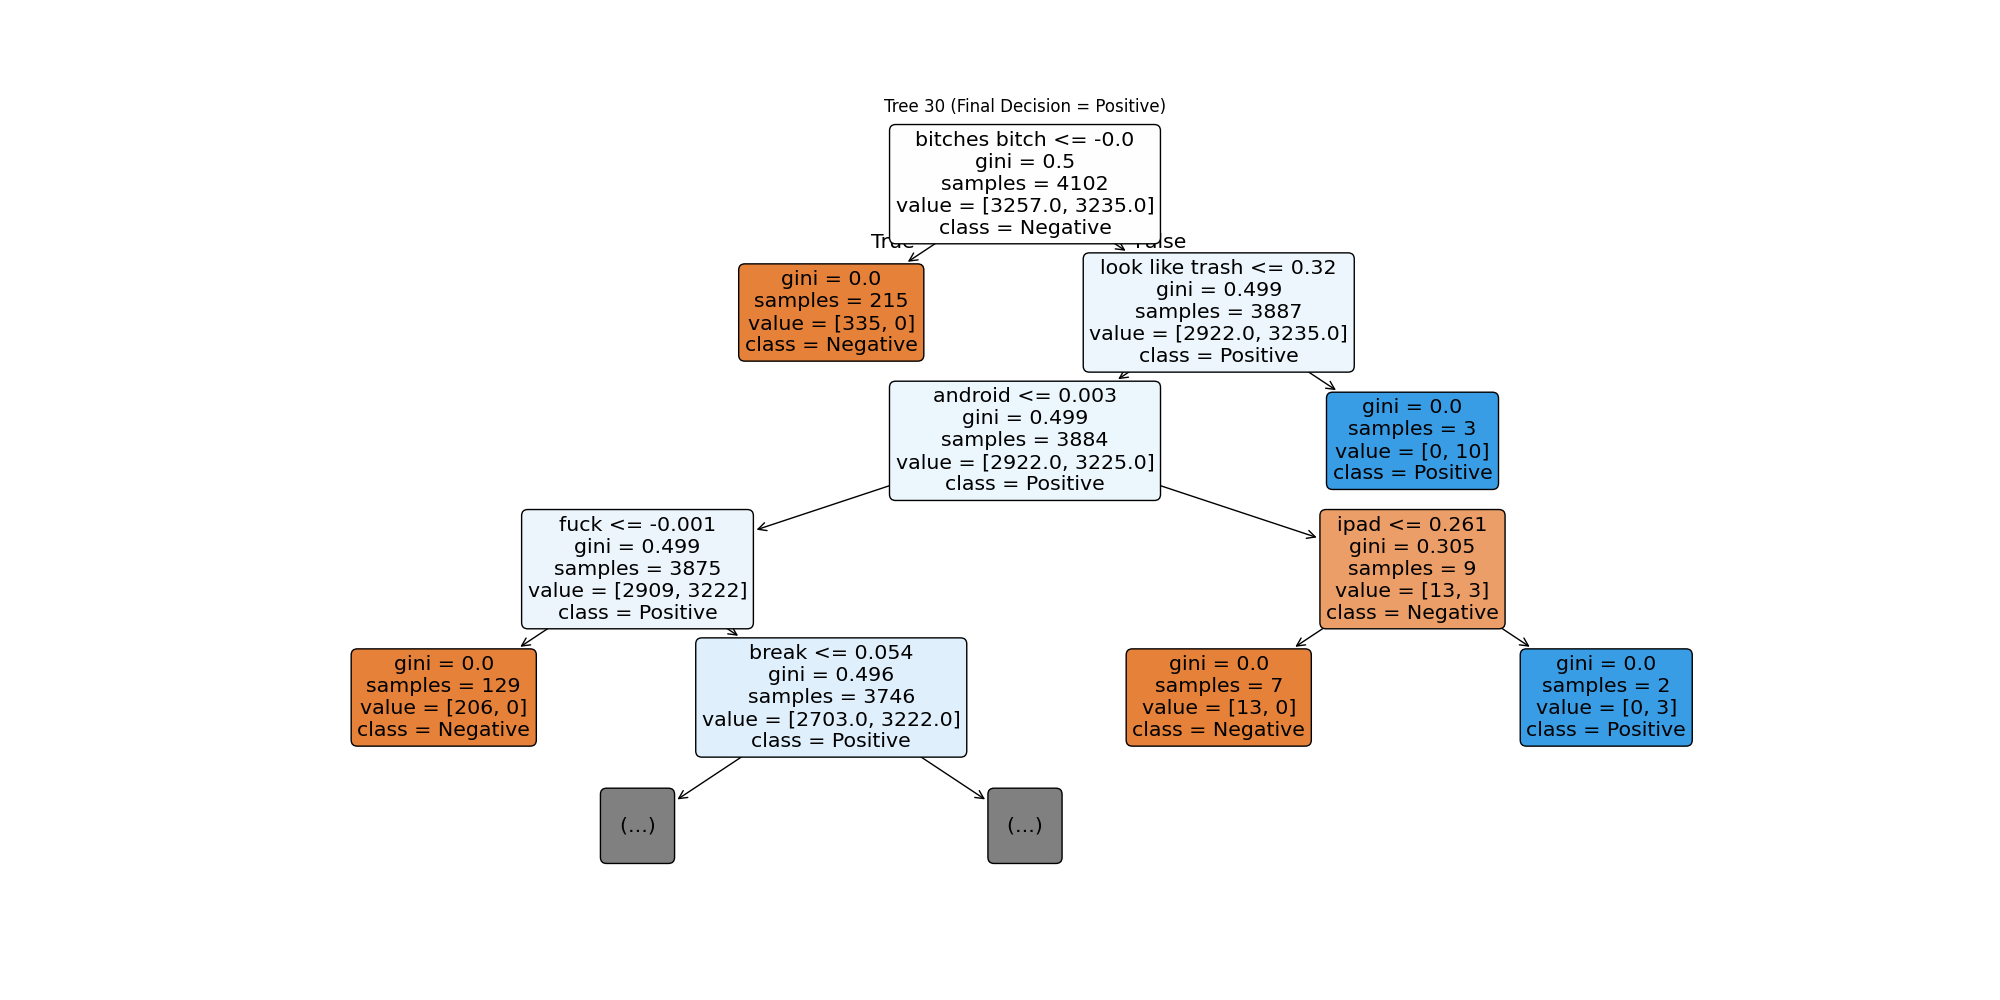 Tree 30 (Final Decision = Positive)
bitches bitch <= -0.0
gini = 0.5
samples = 4102
value = [3257.0, 3235.0]
class = Negative
True
False
gini = 0.0
samples = 215
value = [335, 0]
class = Negative
look like trash <= 0.32
gini = 0.499
samples = 3887
value = [2922.0, 3235.0]
class = Positive
android <= 0.003
gini = 0.499
samples = 3884
value = [2922.0, 3225.0]
class = Positive
gini = 0.0
samples = 3
value = [0, 10]
class = Positive
fuck <= -0.001
gini = 0.499
samples = 3875
value = [2909, 3222]
class = Positive
ipad <= 0.261
gini = 0.305
samples = 9
value = [13, 3]
class = Negative
gini = 0.0
samples = 129
value = [206, 0]
class = Negative
break <= 0.054
gini = 0.496
samples = 3746
value = [2703.0, 3222.0]
class = Positive
gini = 0.0
samples = 7
value = [13, 0]
class = Negative
gini = 0.0
samples = 2
value = [0, 3]
class = Positive
(...)
(...)